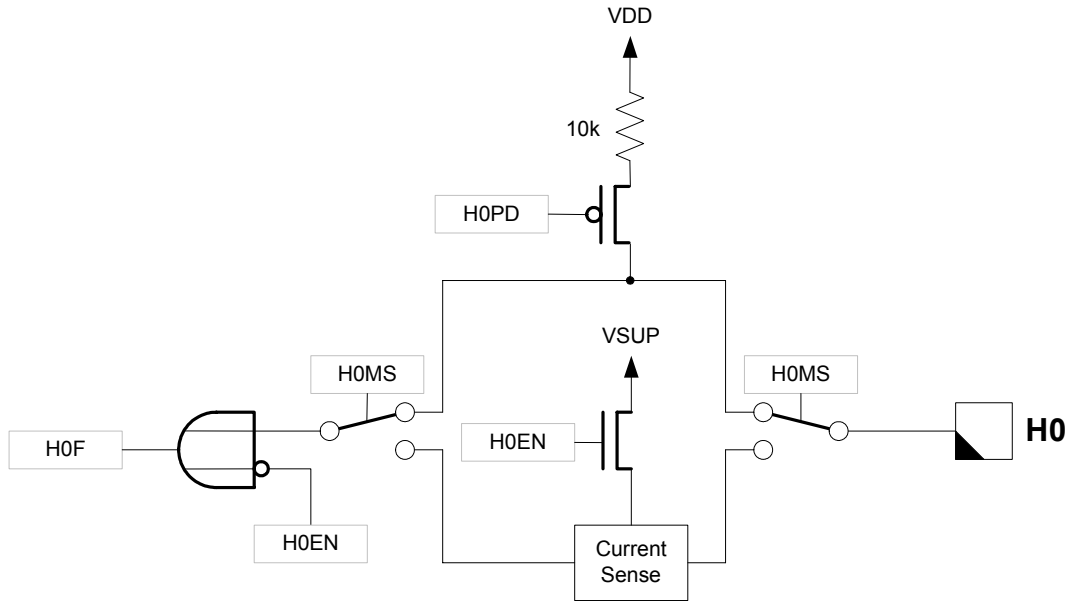 VDD
10k
H0PD
VSUP
H0MS
H0MS
H0EN
H0F
H0
H0EN
Current
Sense